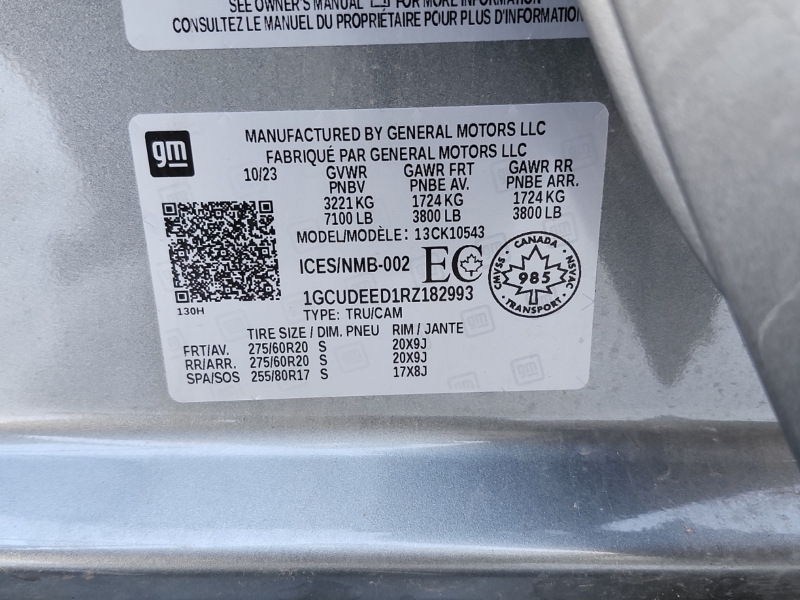 SEE OWNER'S MANUAL FOR MORE INFORMATION
CONSULTEZ LE MANUEL DU PROPRIÉTAIRE POUR PLUS D'INFORMATION
gm
MANUFACTURED BY GENERAL MOTORS LLC
FABRIQUÉ PAR GENERAL MOTORS LLC
10/23 GVWR GAWR FRT GAWR RR
PNBV PNBE AV. PNBE ARR.
3221 KG 1724 KG 1724 KG
7100 LB 3800 LB 3800 LB
MODEL/MODÈLE: 13CK10543
ICES/NMB-002 EC
CANADA
CMVSS 985 NSVAC
TRANSPORT
1GCUDEED1RZ182993
130H
TYPE: TRU/CAM
TIRE SIZE / DIM. PNEU RIM / JANTE
FRT/AV. 275/60R20 S 20X9J
RR/ARR. 275/60R20 S 20X9J
SPA/SOS 255/80R17 S 17X8J